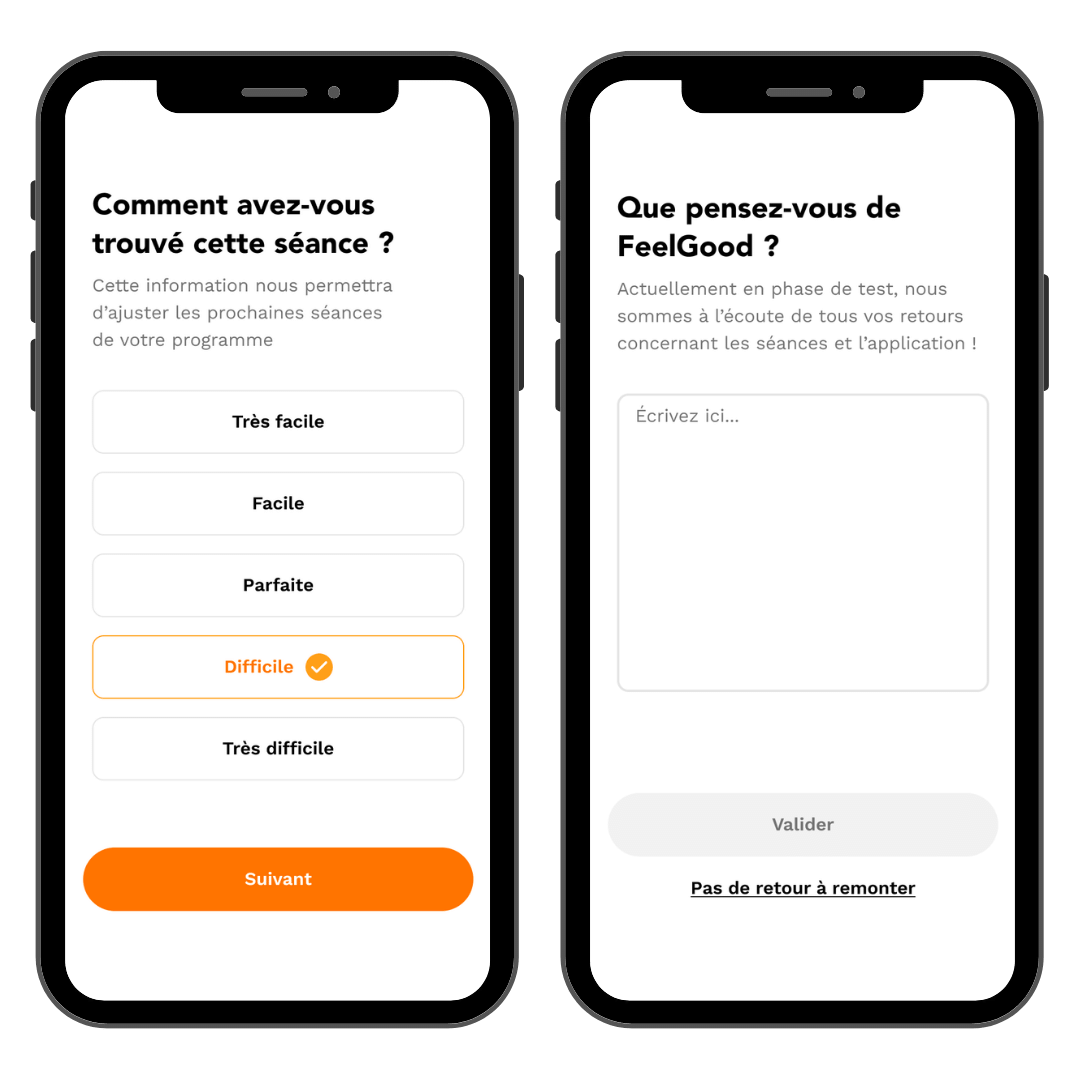 Comment avez-vous
trouvé cette séance ?
Cette information nous permettra
d’ajuster les prochaines séances
de votre programme
Très facile
Facile
Parfaite
Difficile
Très difficile
Suivant
Que pensez-vous de
FeelGood ?
Actuellement en phase de test, nous
sommes à l’écoute de tous vos retours
concernant les séances et l’application !
Écrivez ici...
Valider
Pas de retour à remonter